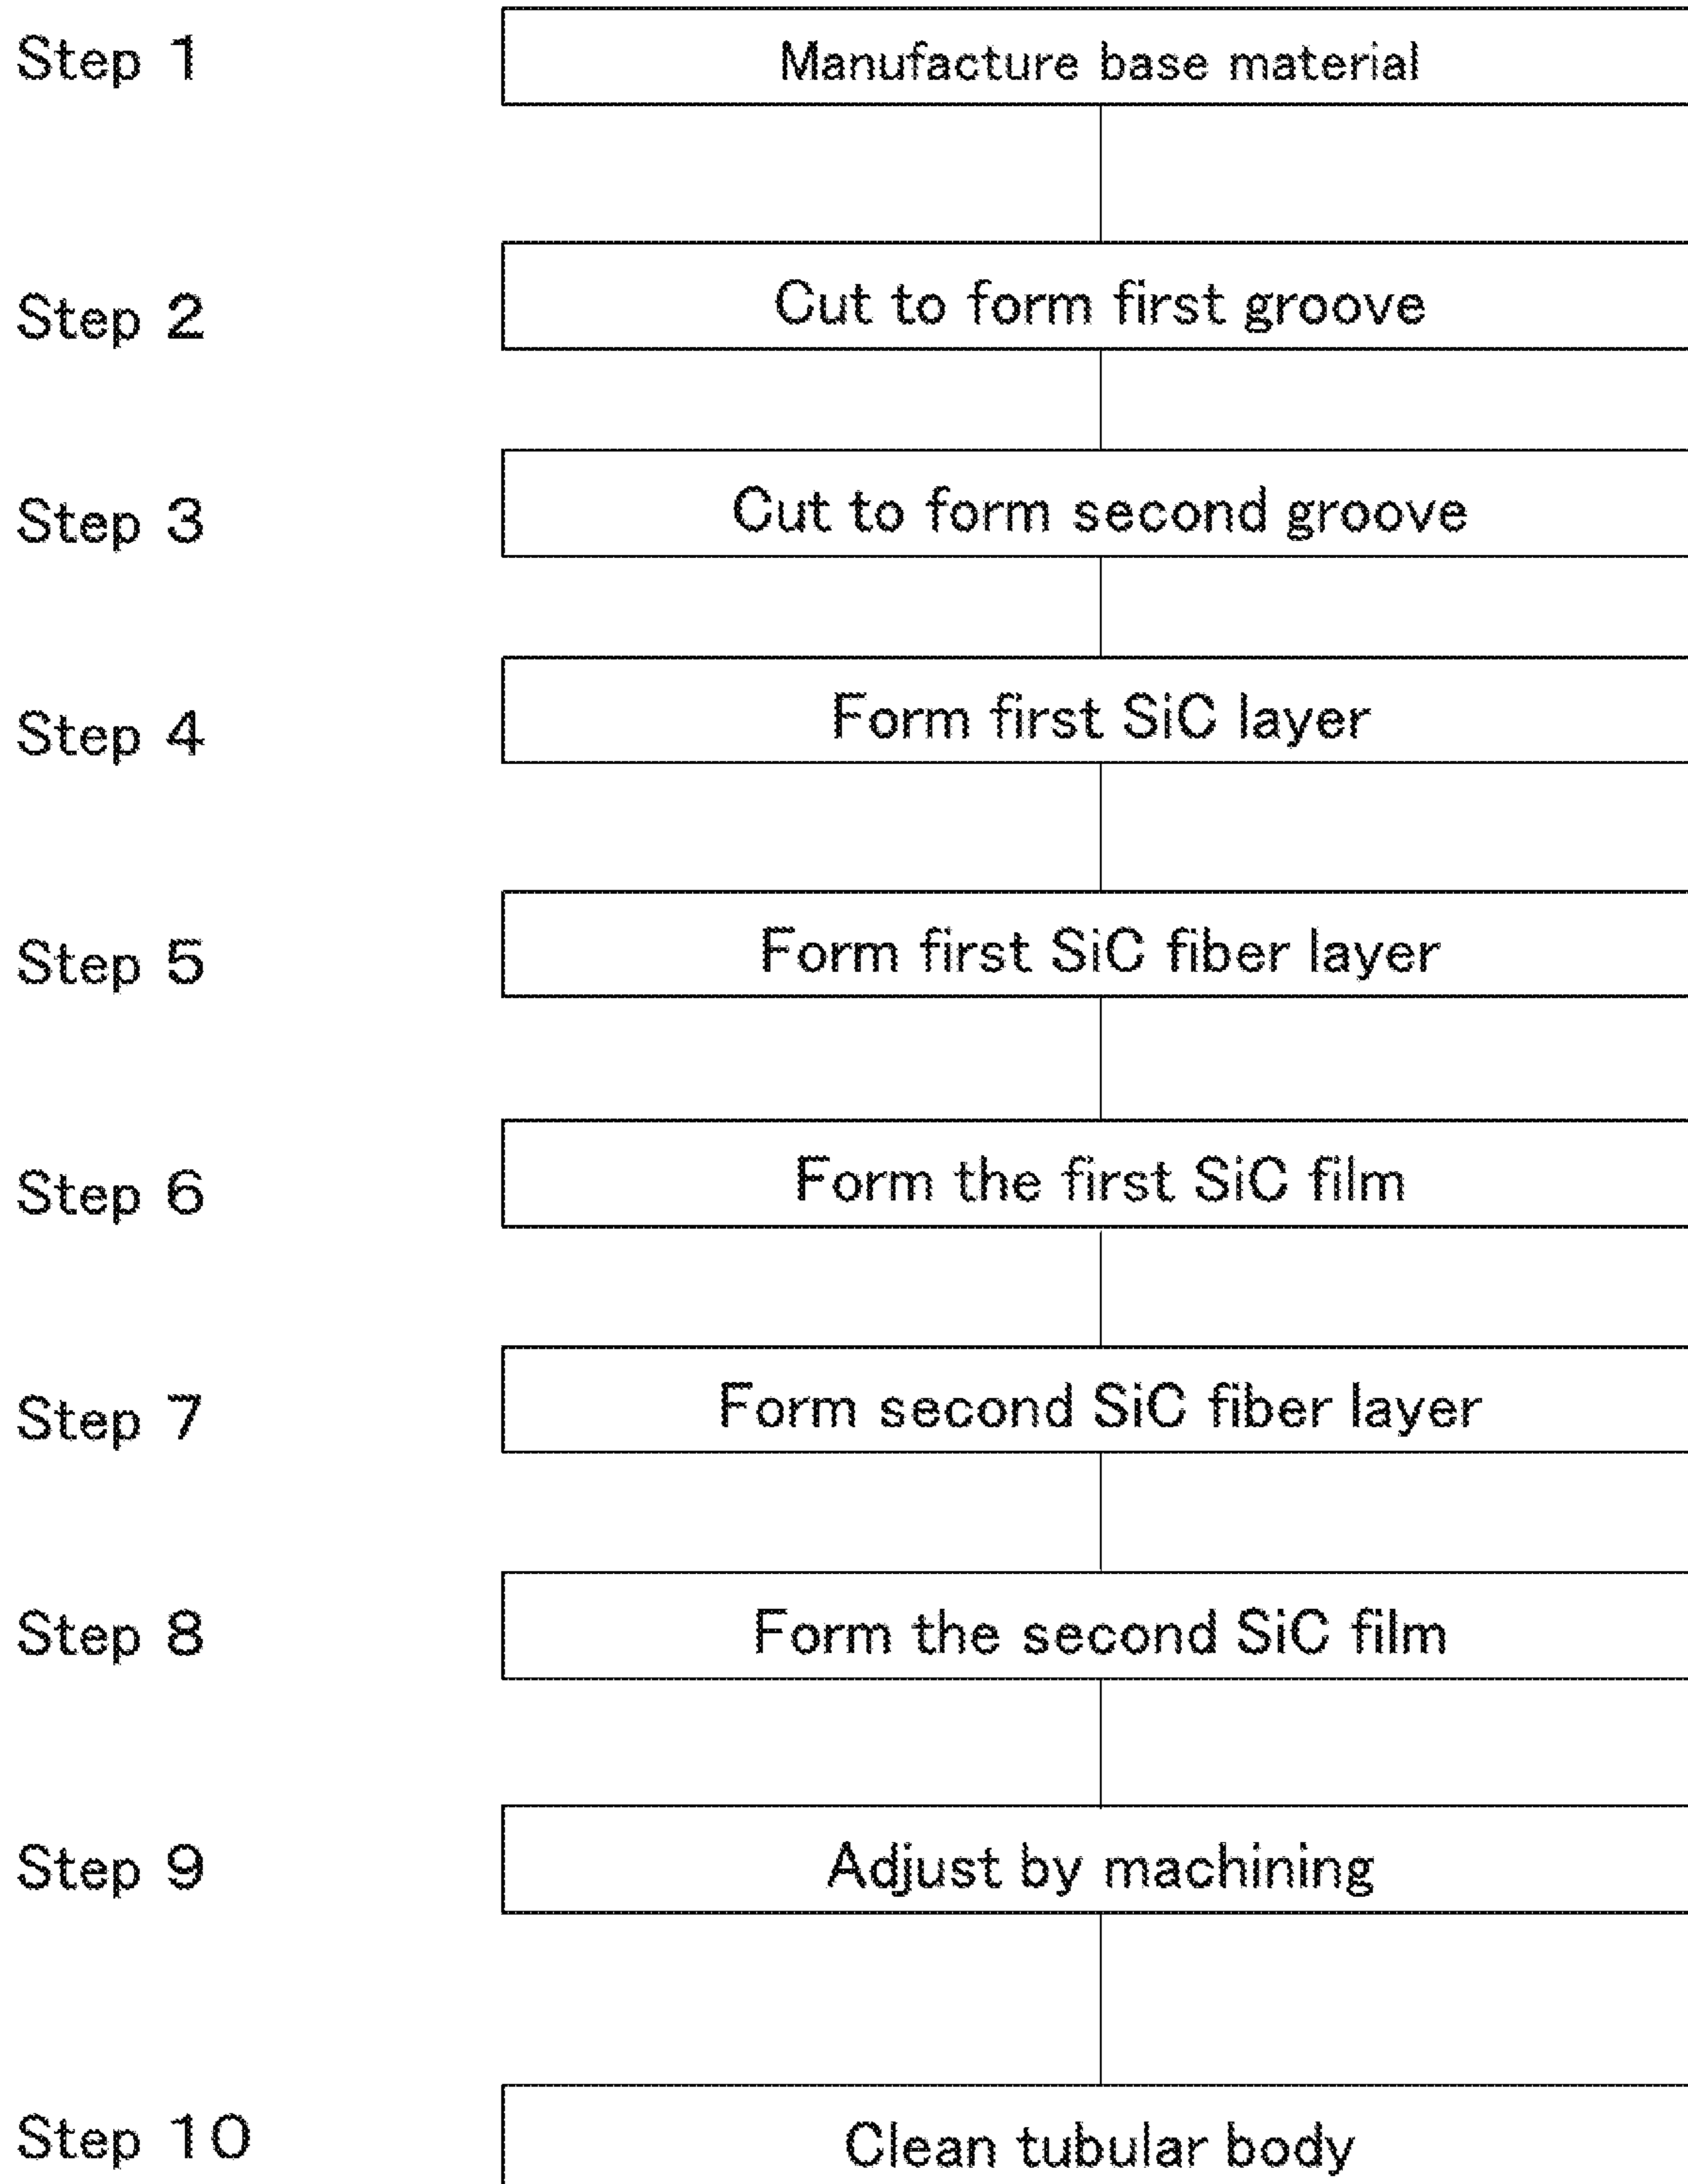 Step 1 Manufacture base material
Step 2 Cut to form first groove
Step 3 Cut to form second groove
Step 4 Form first SiC layer
Step 5 Form first SiC fiber layer
Step 6 Form the first SiC film
Step 7 Form second SiC fiber layer
Step 8 Form the second SiC film
Step 9 Adjust by machining
Step 10 Clean tubular body